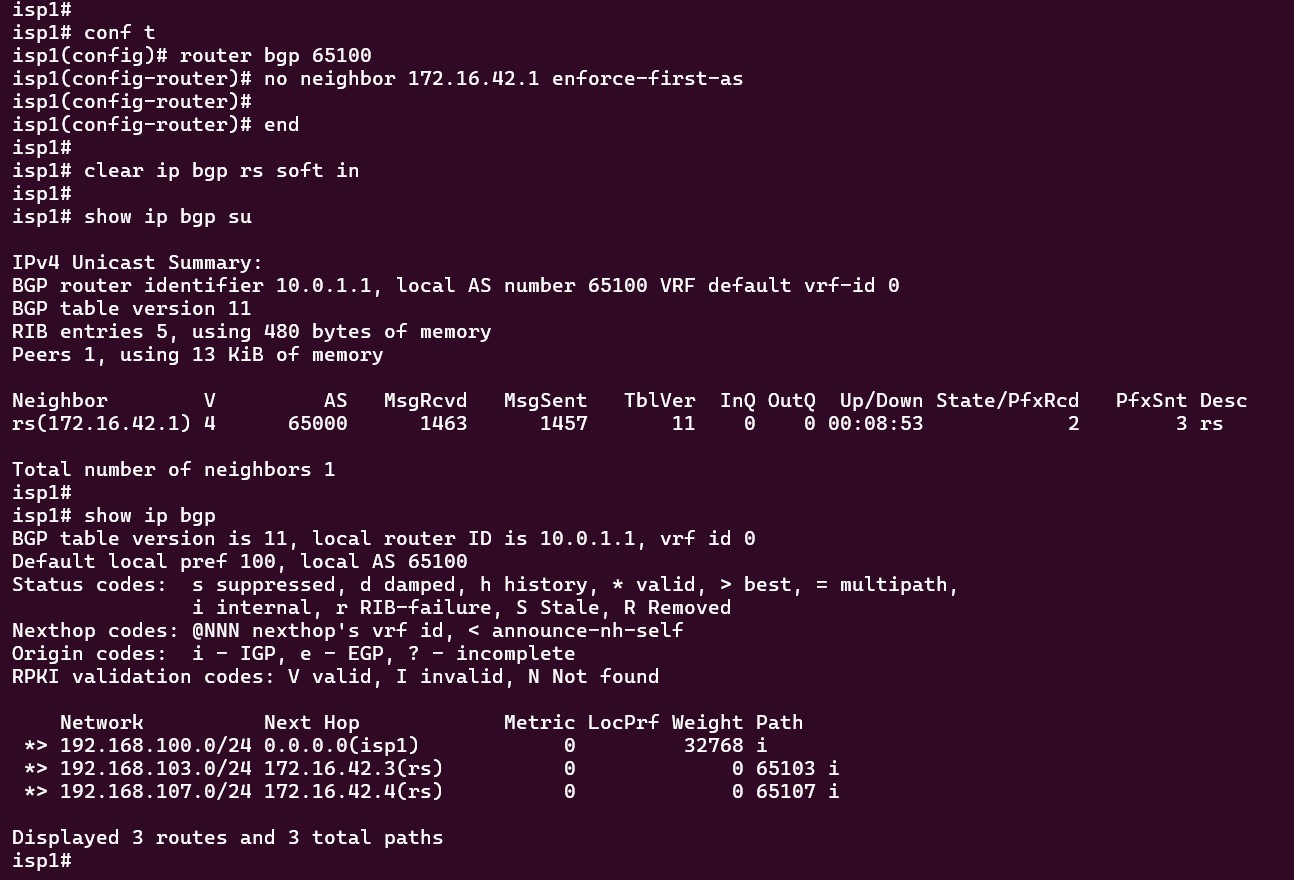 isp1#
isp1# conf t
isp1(config)# router bgp 65100
isp1(config-router)# no neighbor 172.16.42.1 enforce-first-as
isp1(config-router)#
isp1(config-router)# end
isp1#
isp1# clear ip bgp rs soft in
isp1#
isp1# show ip bgp su

IPv4 Unicast Summary:
BGP router identifier 10.0.1.1, local AS number 65100 VRF default vrf-id 0
BGP table version 11
RIB entries 5, using 480 bytes of memory
Peers 1, using 13 KiB of memory

Neighbor        V         AS   MsgRcvd   MsgSent   TblVer  InQ OutQ  Up/Down State/PfxRcd   PfxSnt Desc
rs(172.16.42.1) 4      65000      1463      1457       11    0    0 00:08:53            2        3 rs

Total number of neighbors 1
isp1#
isp1# show ip bgp
BGP table version is 11, local router ID is 10.0.1.1, vrf id 0
Default local pref 100, local AS 65100
Status codes:  s suppressed, d damped, h history, * valid, > best, = multipath,
               i internal, r RIB-failure, S Stale, R Removed
Nexthop codes: @NNN nexthop's vrf id, < announce-nh-self
Origin codes:  i - IGP, e - EGP, ? - incomplete
RPKI validation codes: V valid, I invalid, N Not found

    Network          Next Hop            Metric LocPrf Weight Path
 *> 192.168.100.0/24 0.0.0.0(isp1)            0         32768 i
 *> 192.168.103.0/24 172.16.42.3(rs)          0             0 65103 i
 *> 192.168.107.0/24 172.16.42.4(rs)          0             0 65107 i

Displayed 3 routes and 3 total paths
isp1#